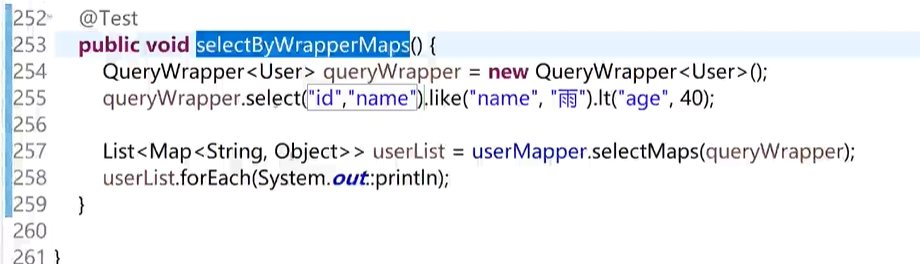 252 @Test
253 public void selectByWrapperMaps() {
254 QueryWrapper<User> queryWrapper = new QueryWrapper<User>();
255 queryWrapper.select("id","name").like("name", "雨").lt("age", 40);
256
257 List<Map<String, Object>> userList = userMapper.selectMaps(queryWrapper);
258 userList.forEach(System.out::println);
259 }
260
261 }